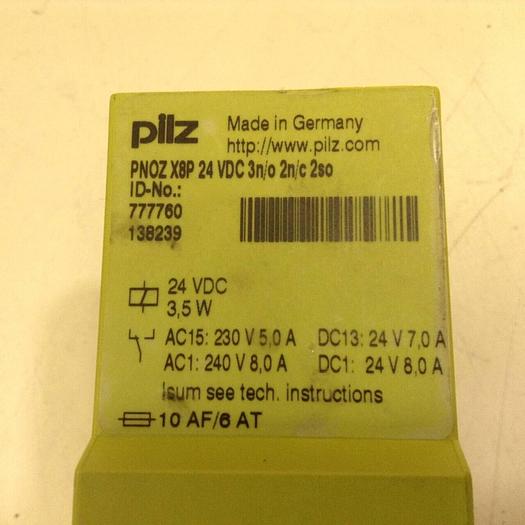 pilz
Made in Germany
http://www.pilz.com
PNOZ X8P 24 VDC 3n/o 2n/c 2so
ID-No.:
777760
138239
24 VDC
3,5 W
AC15: 230 V 5,0 A DC13: 24 V 7,0 A
AC1: 240 V 8,0 A DC1: 24 V 8,0 A
Isum see tech. instructions
10 AF/6 AT